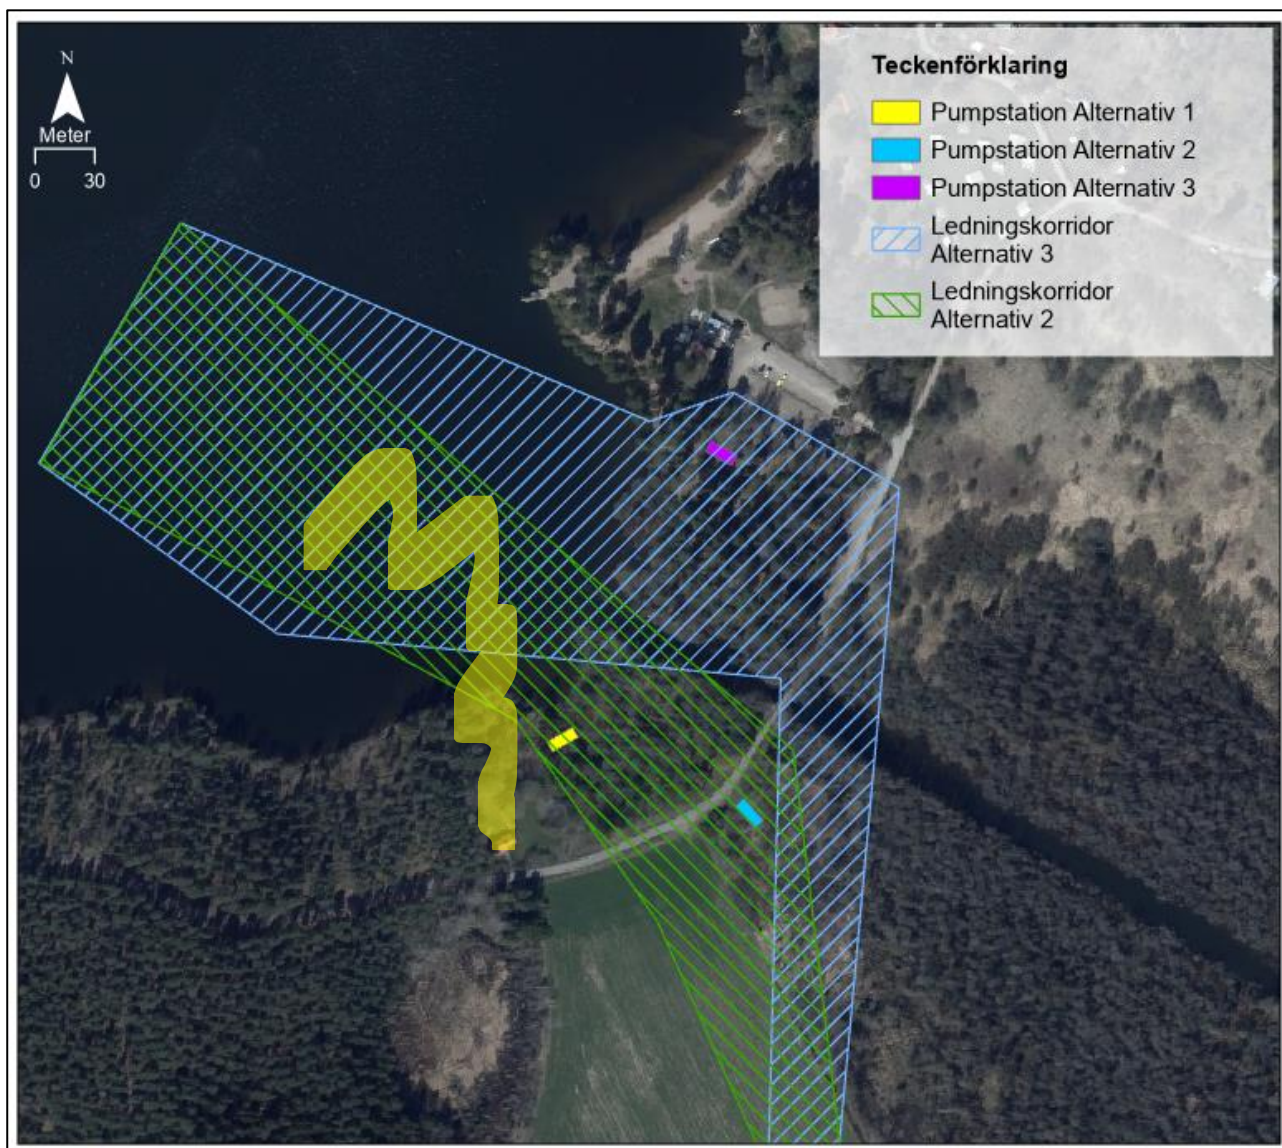 N
Meter
0 30
Teckenförklaring
Pumpstation Alternativ 1
Pumpstation Alternativ 2
Pumpstation Alternativ 3
Ledningskorridor
Alternativ 3
Ledningskorridor
Alternativ 2